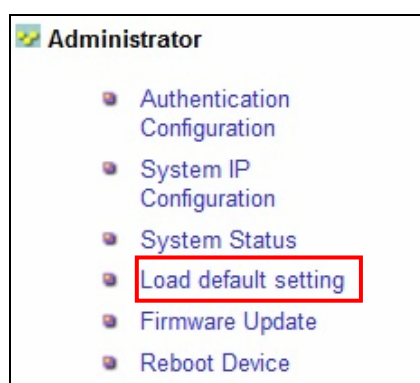 Administrator
Authentication
Configuration
System IP
Configuration
System Status
Load default setting
Firmware Update
Reboot Device